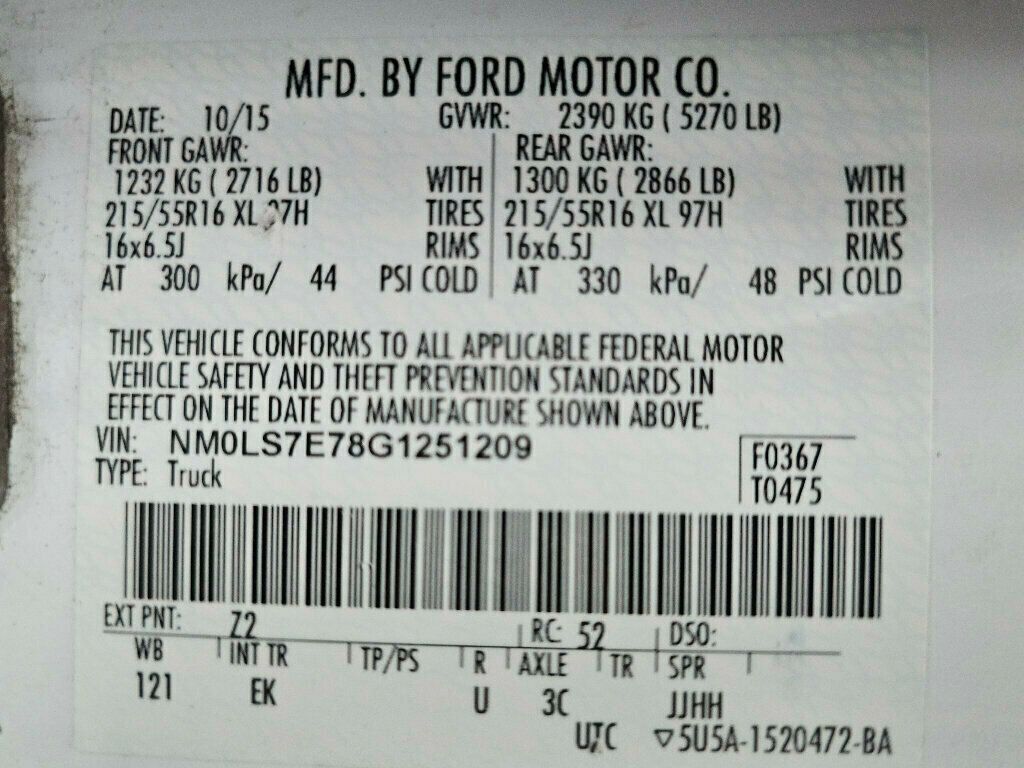 MFD. BY FORD MOTOR CO.
DATE: 10/15 GVWR: 2390 KG ( 5270 LB)
FRONT GAWR: REAR GAWR:
1232 KG ( 2716 LB) WITH 1300 KG ( 2866 LB) WITH
215/55R16 XL 97H TIRES 215/55R16 XL 97H TIRES
16x6.5J RIMS 16x6.5J RIMS
AT 300 kPa/ 44 PSI COLD AT 330 kPa/ 48 PSI COLD
THIS VEHICLE CONFORMS TO ALL APPLICABLE FEDERAL MOTOR
VEHICLE SAFETY AND THEFT PREVENTION STANDARDS IN
EFFECT ON THE DATE OF MANUFACTURE SHOWN ABOVE.
VIN: NM0LS7E78G1251209
TYPE: Truck
F0367
T0475
EXT PNT: Z2 RC: 52 DSO:
WB INT TR TP/PS R AXLE TR SPR
121 EK U 3C JJHH
UTC ▽5U5A-1520472-BA